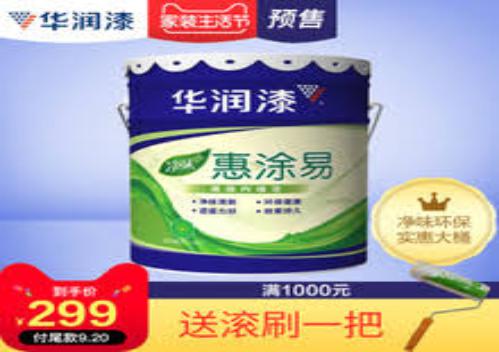 华润漆
家装生活节
预售
华润漆
净味
惠涂易
净味环保
实惠大桶
到手价
299
付尾款9.20
满1000元
送滚刷一把